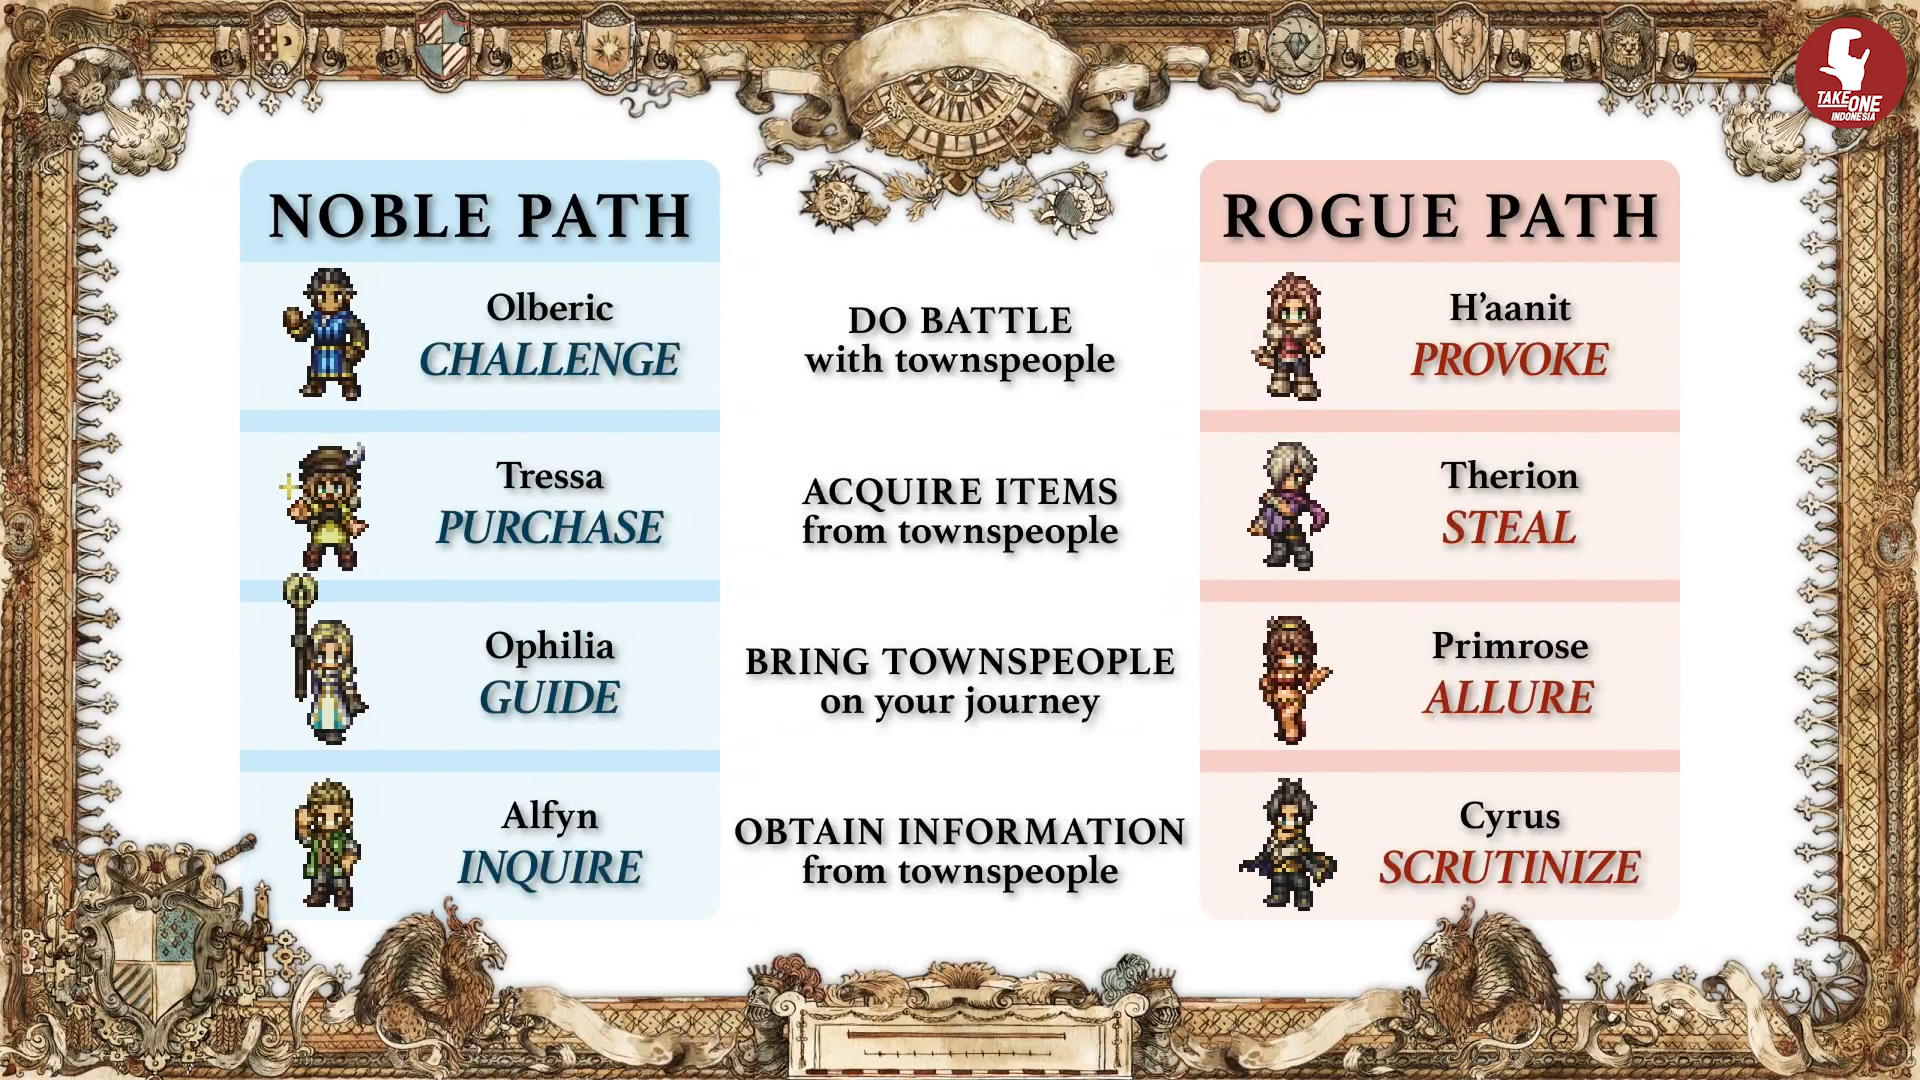 TAKE
ONE
INDONESIA
NOBLE PATH
ROGUE PATH
Olberic
CHALLENGE
DO BATTLE
with townspeople
H’aanit
PROVOKE
Tressa
PURCHASE
ACQUIRE ITEMS
from townspeople
Therion
STEAL
Ophilia
GUIDE
BRING TOWNSPEOPLE
on your journey
Primrose
ALLURE
Alfyn
INQUIRE
OBTAIN INFORMATION
from townspeople
Cyrus
SCRUTINIZE